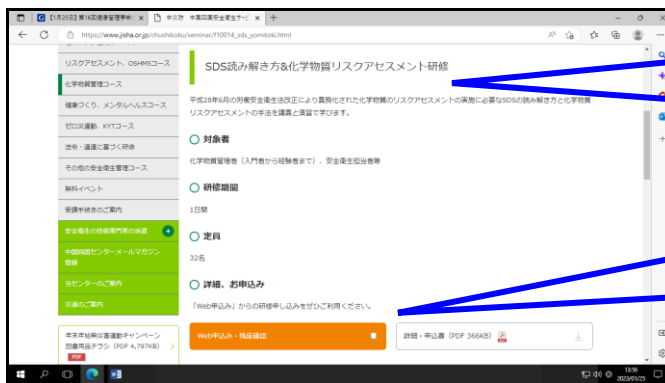 【1月25日】第16次健康管理學術
中災防 中国四国安全衛生サービ
https://www.jisha.or.jp/chushikoku/seminar/f10014_sds_yomitoki.html
リスクアセスメント、OSHMSコース
化学物質管理コース
健康づくり、メンタルヘルスコース
ゼロ災運動、KYTコース
法令・通達に基づく研修
その他の安全衛生管理コース
無料イベント
受講手続きのご案内
安全衛生の技術専門家の派遣
中国四国センターメールマガジン
登録
当センターのご案内
交通のご案内
年末年始無災害運動キャンペーン
図書用品チラシ（PDF 4,797KB）
PDF
SDS読み解き方&化学物質リスクアセスメント研修
平成28年6月の労働安全衛生法改正により義務化された化学物質のリスクアセスメントの実施に必要なSDSの読み解き方と化学物質
リスクアセスメントの手法を講義と演習で学びます。
対象者
化学物質管理者（入門者から経験者まで）、安全衛生担当者等
研修期間
1日間
定員
32名
詳細、お申込み
「Web申込み」からの研修申し込みをぜひご利用ください。
Web申込み・残席確認
詳細・申込書（PDF 366KB）
13:58
2023/01/25